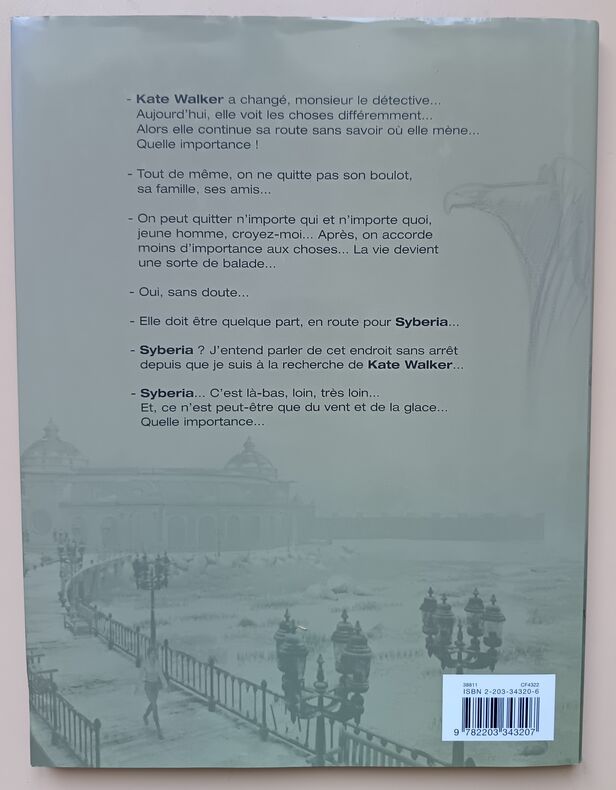 - Kate Walker a changé, monsieur le détective...
Aujourd'hui, elle voit les choses différemment...
Alors elle continue sa route sans savoir où elle mène...
Quelle importance !
- Tout de même, on ne quitte pas son boulot,
sa famille, ses amis...
- On peut quitter n'importe qui et n'importe quoi,
jeune homme, croyez-moi... Après, on accorde
moins d'importance aux choses... La vie devient
une sorte de balade...
- Oui, sans doute...
- Elle doit être quelque part, en route pour Syberia...
- Syberia ? J'entend parler de cet endroit sans arrêt
depuis que je suis à la recherche de Kate Walker...
- Syberia... C'est là-bas, loin, très loin...
Et, ce n'est peut-être que du vent et de la glace...
Quelle importance...
38811 CF4322
ISBN 2-203-34320-6
9 782203 343207